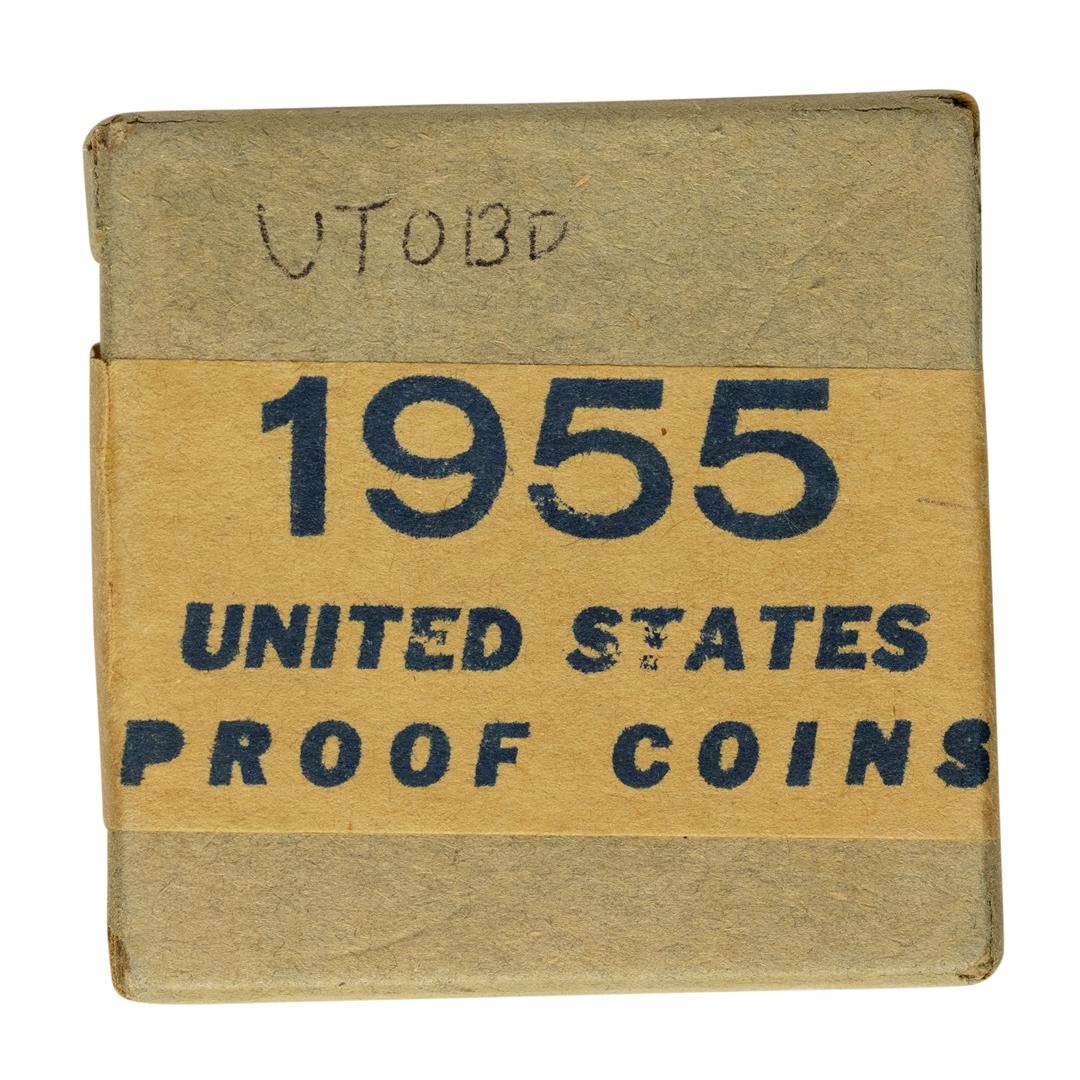 UTOBD
1955
UNITED STATES
PROOF COINS